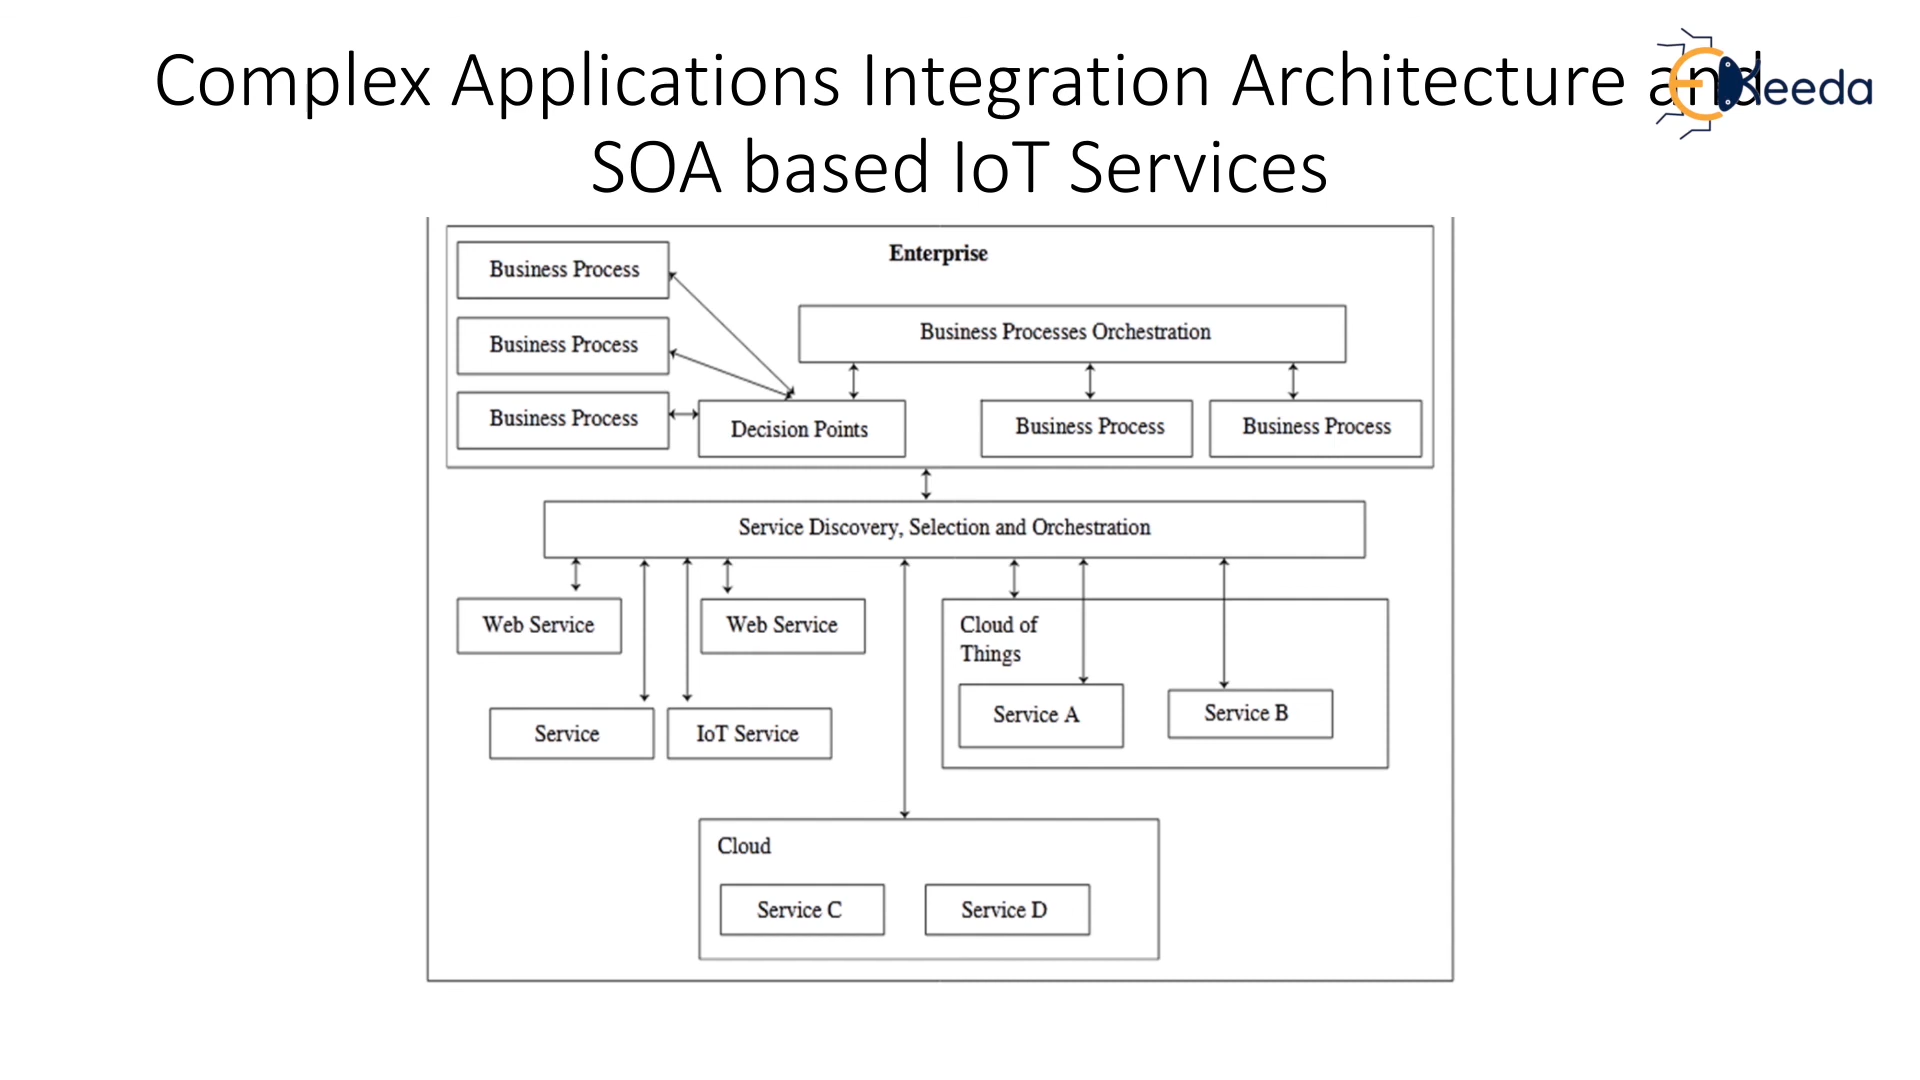 Complex Applications Integration Architecture and
SOA based IoT Services
Keeda
Enterprise
Business Process
Business Process
Business Process
Business Processes Orchestration
Decision Points
Business Process
Business Process
Service Discovery, Selection and Orchestration
Web Service
Web Service
Service
IoT Service
Cloud of
Things
Service A
Service B
Cloud
Service C
Service D